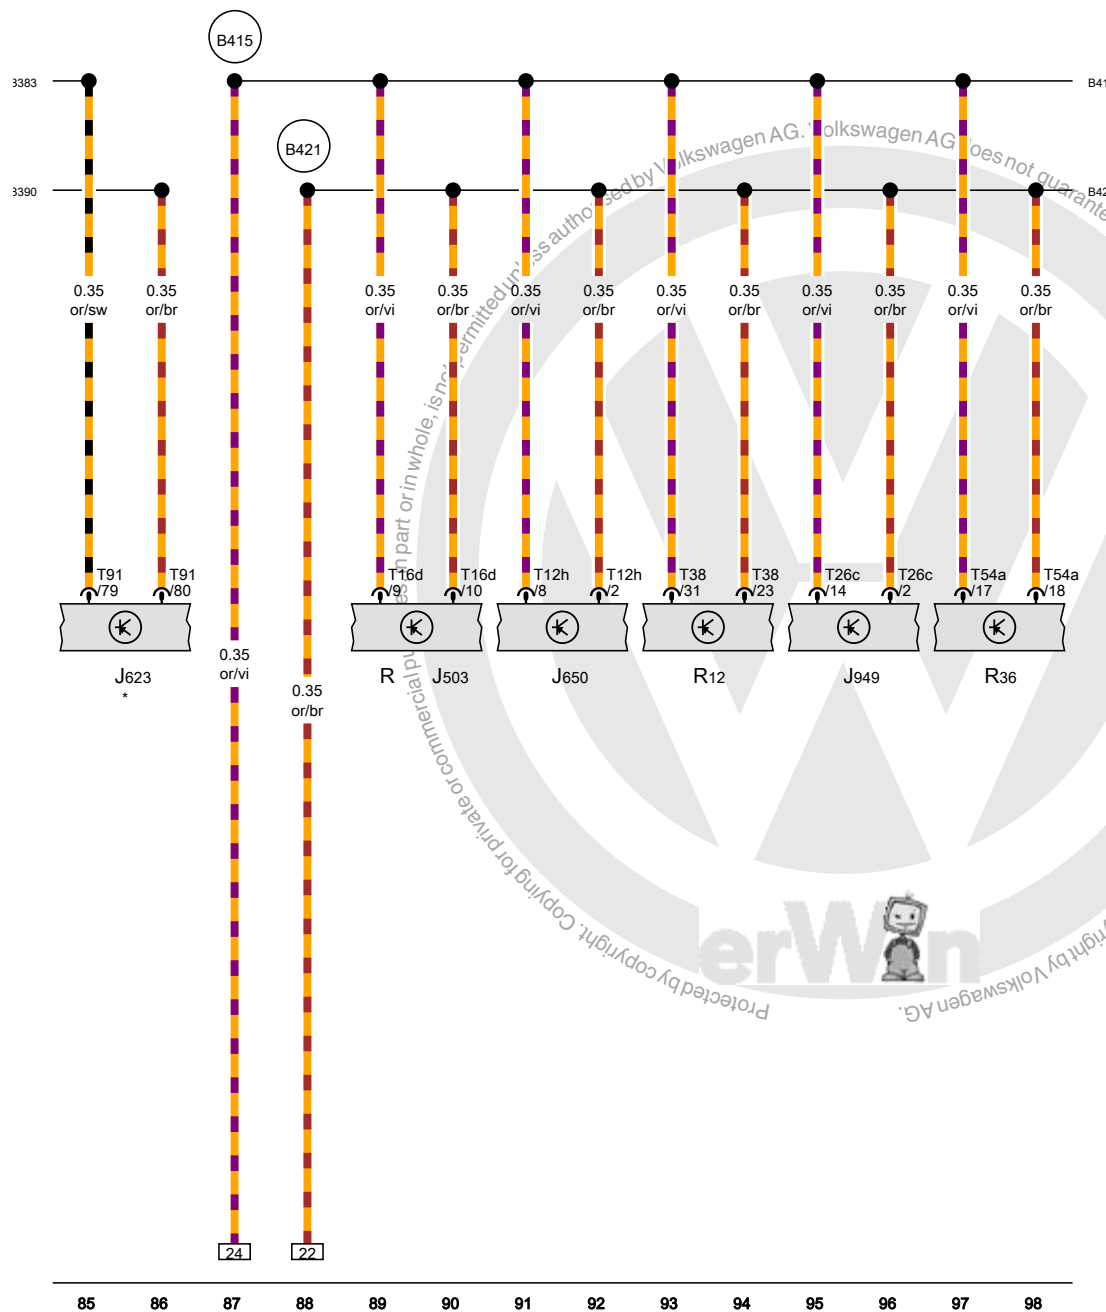 B415
B383
B41
B421
B390
B42
0.35 0.35 0.35 0.35 0.35 0.35 0.35 0.35 0.35 0.35 0.35 0.35
or/sw or/br or/vi or/br or/vi or/br or/vi or/br or/vi or/br or/vi or/br
T91 T91 T16d T16d T12h T12h T38 T38 T26c T26c T54a T54a
/79 /80 /9 /10 /8 /2 /31 /23 /14 /2 /17 /18
0.35
or/vi
J623 R J503 J650 R12 J949 R36
*
0.35
or/br
erWin
24 22
85 86 87 88 89 90 91 92 93 94 95 96 97 98
Protected by copyright. Copying for private or commercial purposes, in part or in whole, is not permitted unless authorised by Volkswagen AG. Volkswagen AG does not guarantee
right by Volkswagen AG.